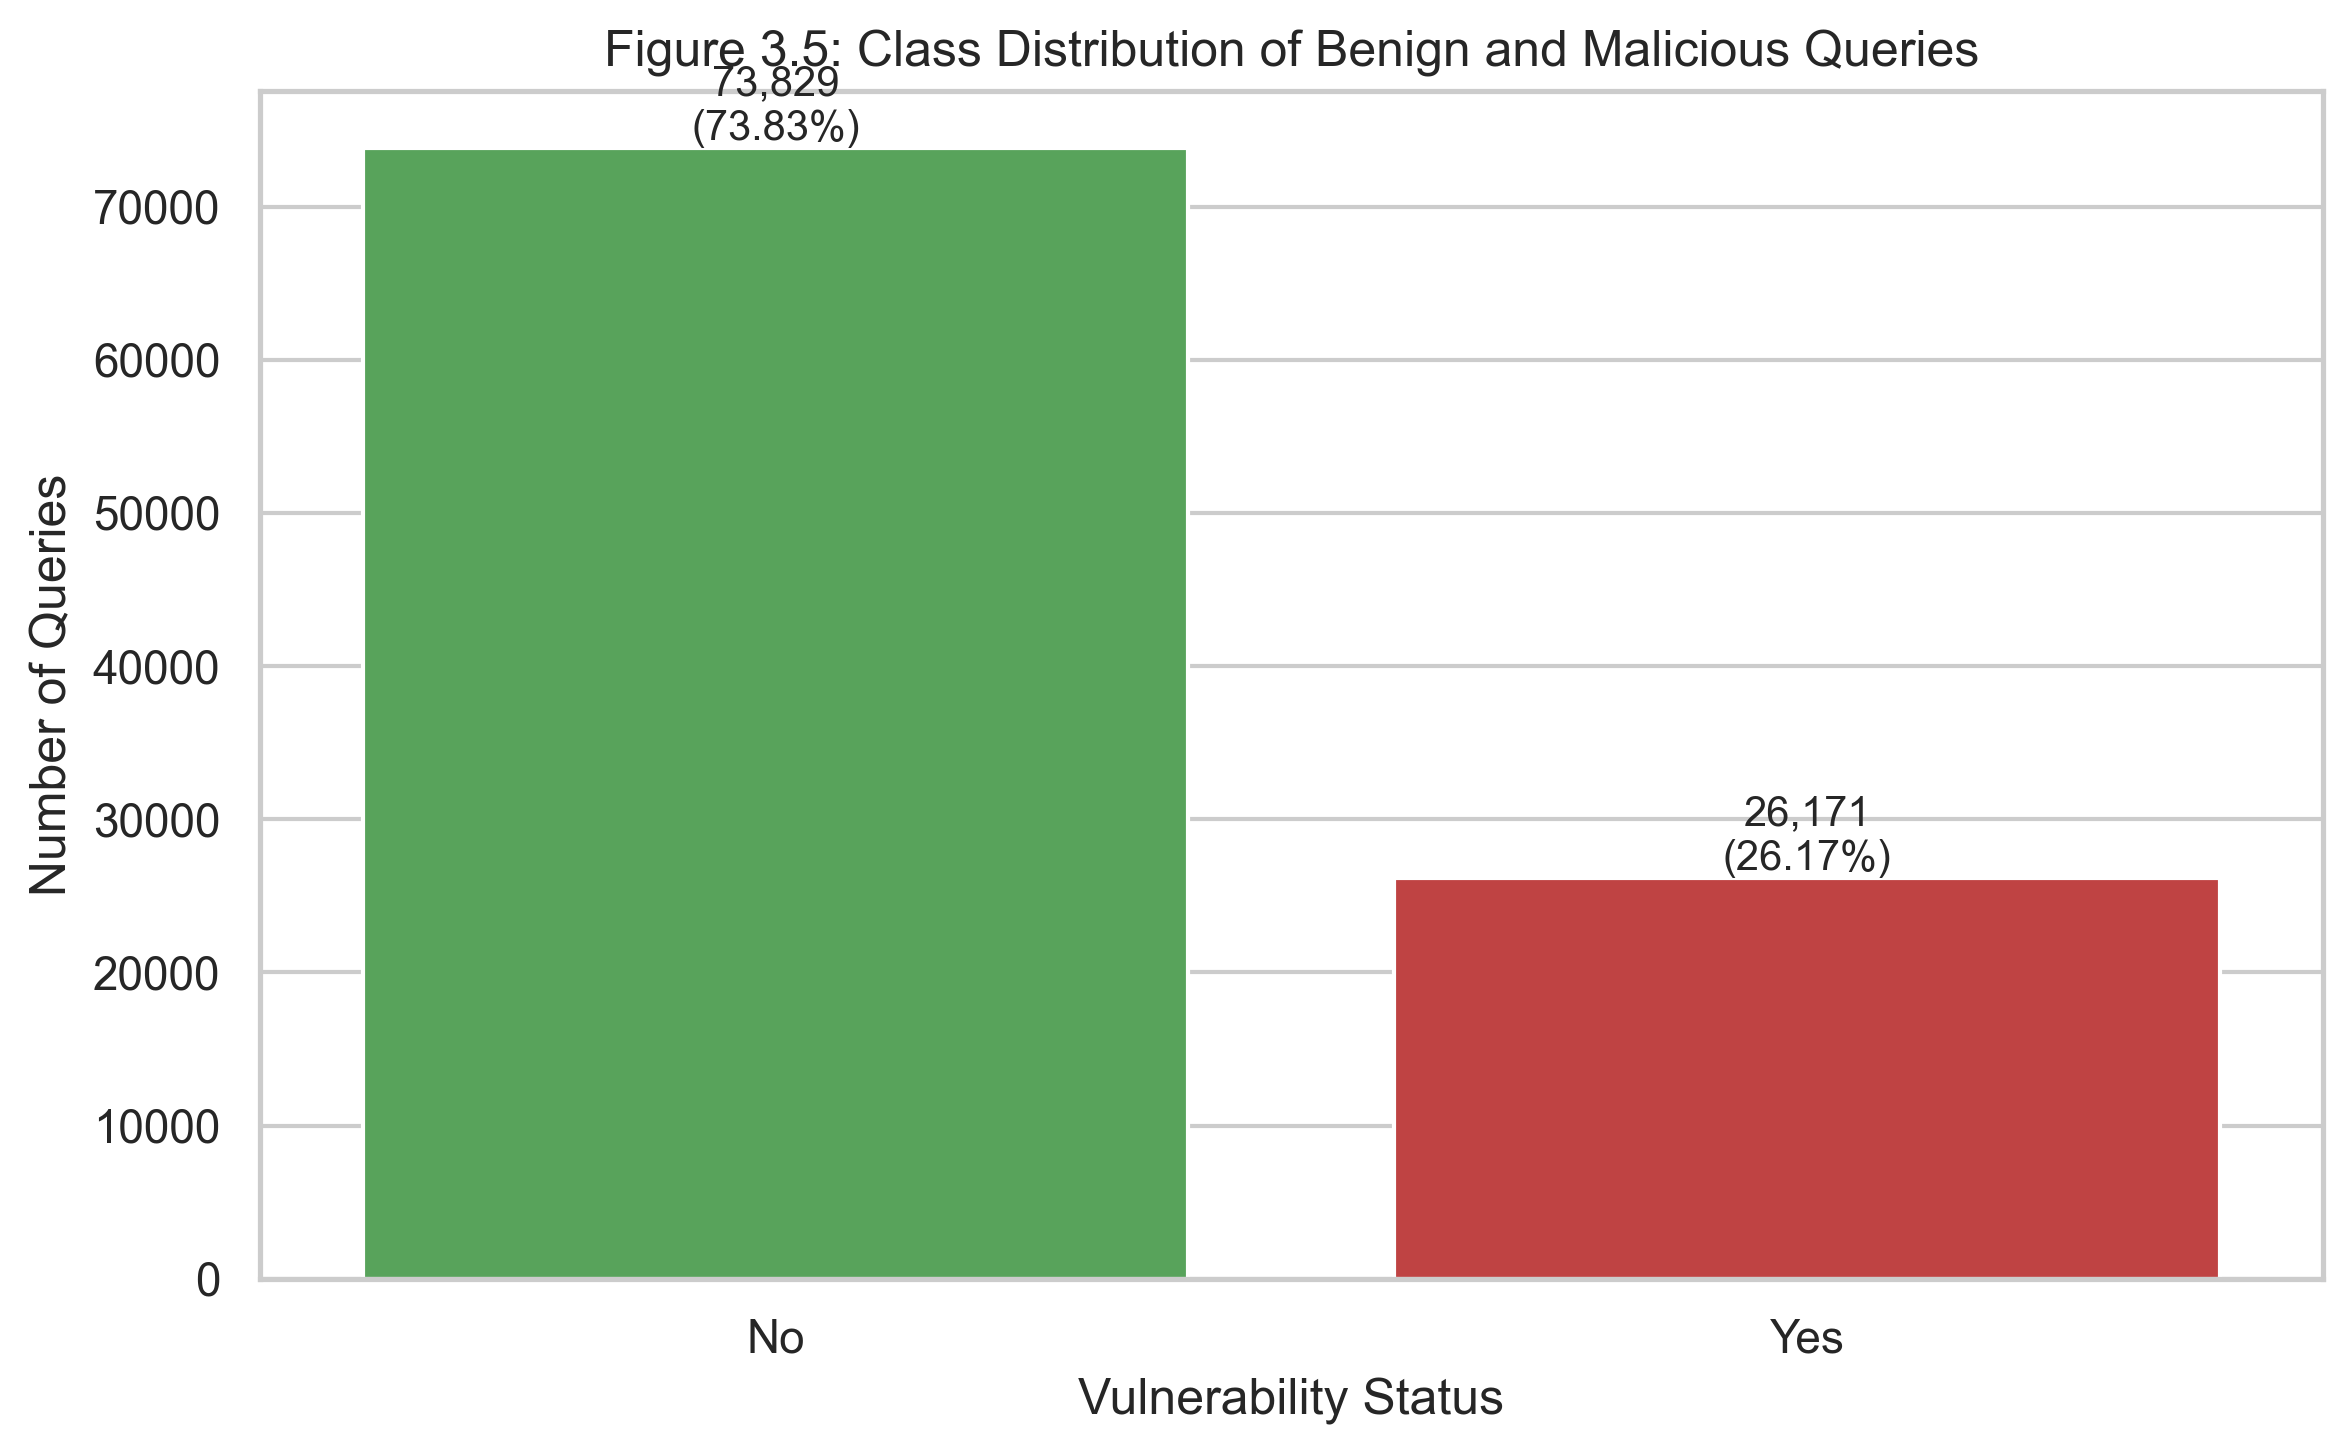 Figure 3.5: Class Distribution of Benign and Malicious Queries
73,829
(73.83%)
70000
60000
50000
40000
30000
20000
10000
0
Number of Queries
26,171
(26.17%)
No
Yes
Vulnerability Status